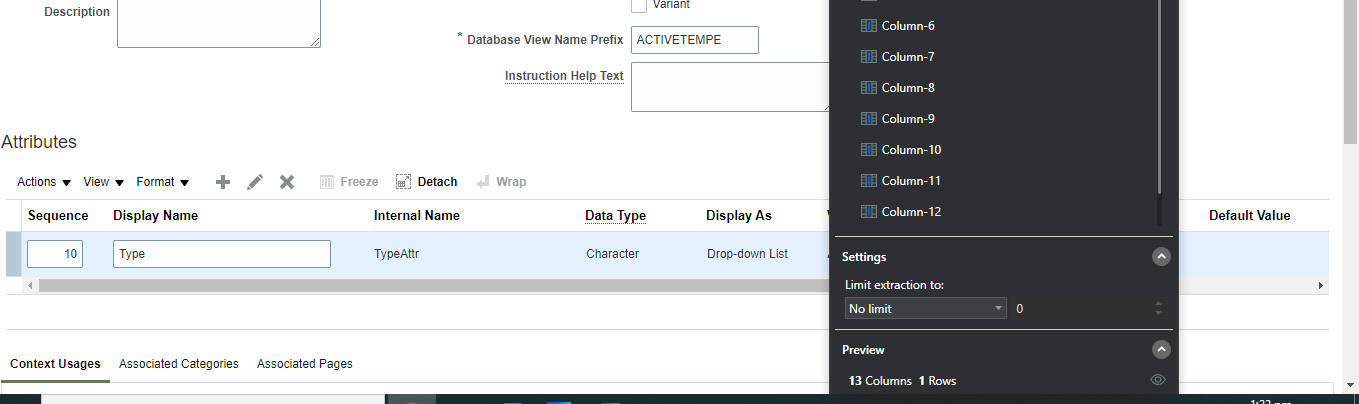 Description
Variant
* Database View Name Prefix ACTIVETEMPE
Instruction Help Text
Attributes
Actions View Format Freeze Detach Wrap
Sequence Display Name Internal Name Data Type Display As Default Value
10 Type TypeAttr Character Drop-down List
Context Usages Associated Categories Associated Pages
Column-6
Column-7
Column-8
Column-9
Column-10
Column-11
Column-12
Settings
Limit extraction to:
No limit 0
Preview
13 Columns 1 Rows